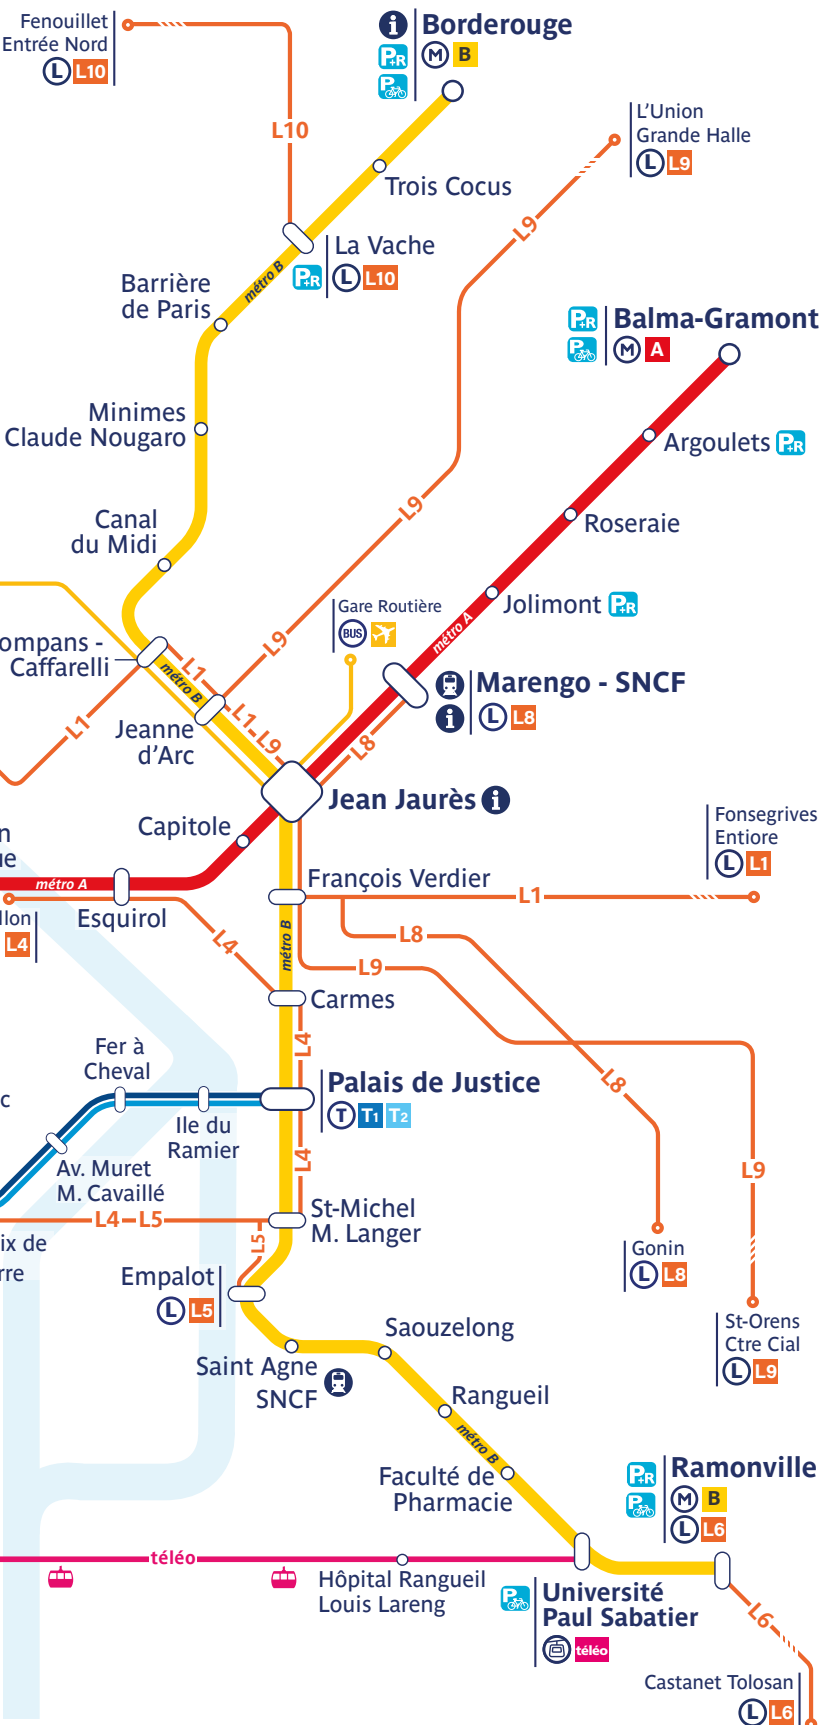 Fenouillet
Entrée Nord
L L10
Borderouge
P+R M B
L10
L'Union
Grande Halle
L L9
Trois Cocus
L9
La Vache
P+R L L10
métro B
Barrière
de Paris
P+R Balma-Gramont
M A
Minimes
Claude Nougaro
Argoulets P+R
L9
Canal
du Midi
Roseraie
Gare Routière
BUS
Jolimont P+R
métro A
L9
ompans -
Caffarelli
L1
métro B
L1
Marengo - SNCF
L L8
L1
L9
L8
Jeanne
d'Arc
Jean Jaurès
Capitole
Fonsegrives
Entiore
L L1
n
ue
métro A
François Verdier
L1
llon
L4
Esquirol
L4
métro B
L8
L9
Carmes
L4
Fer à
Cheval
Palais de Justice
T T1 T2
L8
c
Ile du
Ramier
Av. Muret
M. Cavaillé
L4
L9
L4 L5
St-Michel
M. Langer
L5
ix de
rre
Gonin
L L8
Empalot
L L5
St-Orens
Ctre Cial
L L9
Saouzelong
Saint Agne
SNCF
Rangueil
métro B
Faculté de
Pharmacie
P+R Ramonville
M B
L L6
téléo
Hôpital Rangueil
Louis Lareng
Université
Paul Sabatier
téléo
L6
Castanet Tolosan
L L6